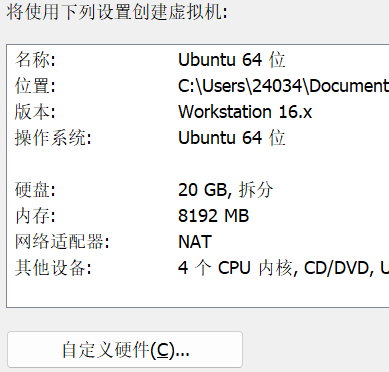 将使用下列设置创建虚拟机:
名称: Ubuntu 64 位
位置: C:\Users\24034\Document
版本: Workstation 16.x
操作系统: Ubuntu 64 位
硬盘: 20 GB, 拆分
内存: 8192 MB
网络适配器: NAT
其他设备: 4 个 CPU 内核, CD/DVD, U
自定义硬件(C)...